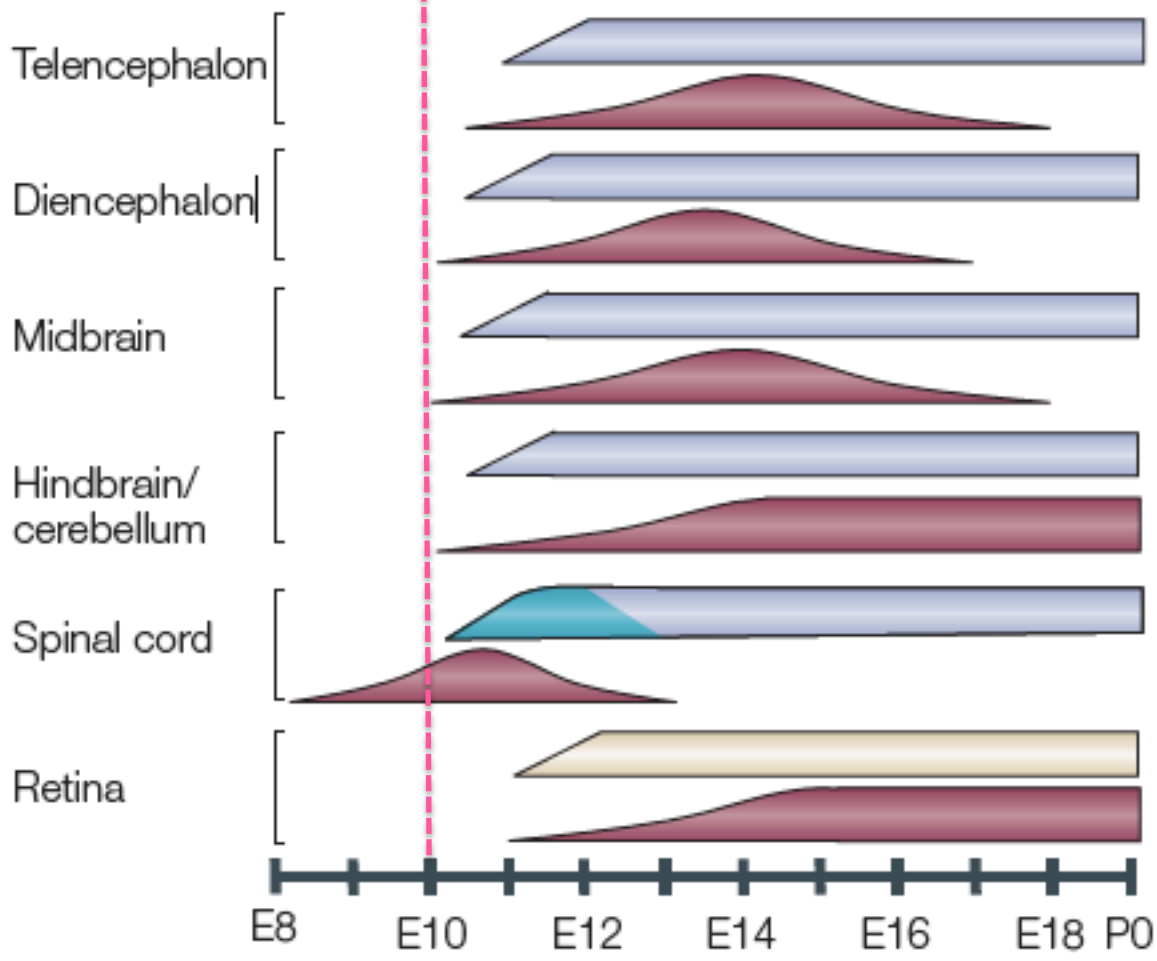 Telencephalon
Diencephalon
Midbrain
Hindbrain/
cerebellum
Spinal cord
Retina
E8 E10 E12 E14 E16 E18 P0